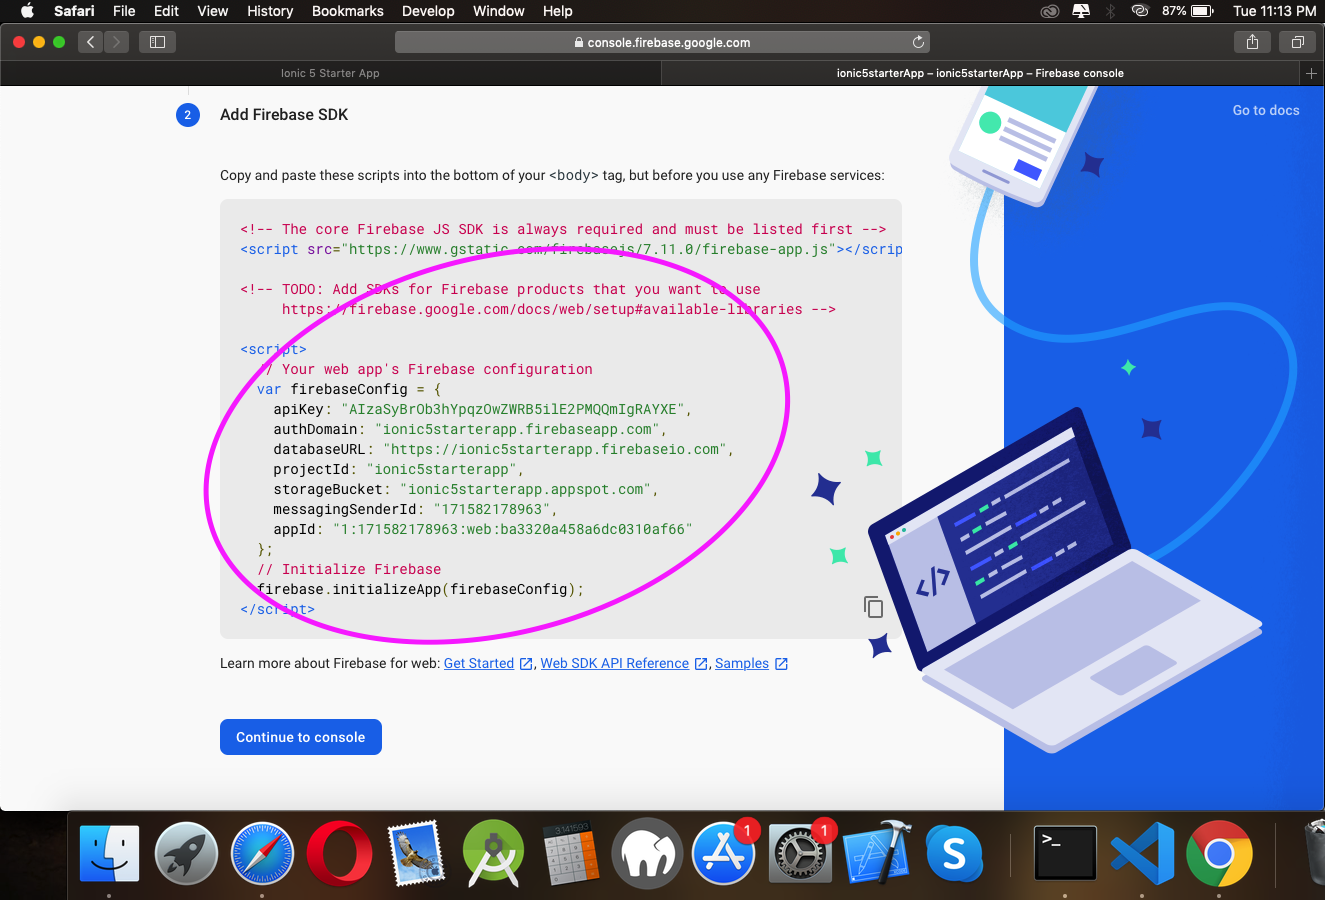 Safari File Edit View History Bookmarks Develop Window Help 87% Tue 11:13 PM
console.firebase.google.com
Ionic 5 Starter App
ionic5starterApp – ionic5starterApp – Firebase console
Go to docs
2 Add Firebase SDK
Copy and paste these scripts into the bottom of your <body> tag, but before you use any Firebase services:
<!-- The core Firebase JS SDK is always required and must be listed first -->
<script src="https://www.gstatic.com/firebasejs/7.11.0/firebase-app.js"></scrip
<!-- TODO: Add SDKs for Firebase products that you want to use
https://firebase.google.com/docs/web/setup#available-libraries -->
<script>
// Your web app's Firebase configuration
var firebaseConfig = {
apiKey: "AIzaSyBrOb3hYpqzOwZWRB5ilE2PMQQmIgRAYXE",
authDomain: "ionic5starterapp.firebaseapp.com",
databaseURL: "https://ionic5starterapp.firebaseio.com",
projectId: "ionic5starterapp",
storageBucket: "ionic5starterapp.appspot.com",
messagingSenderId: "171582178963",
appId: "1:171582178963:web:ba3320a458a6dc0310af66"
};
// Initialize Firebase
firebase.initializeApp(firebaseConfig);
</script>
Learn more about Firebase for web: Get Started , Web SDK API Reference , Samples
Continue to console
</>
3.141593
1
1
S
>_